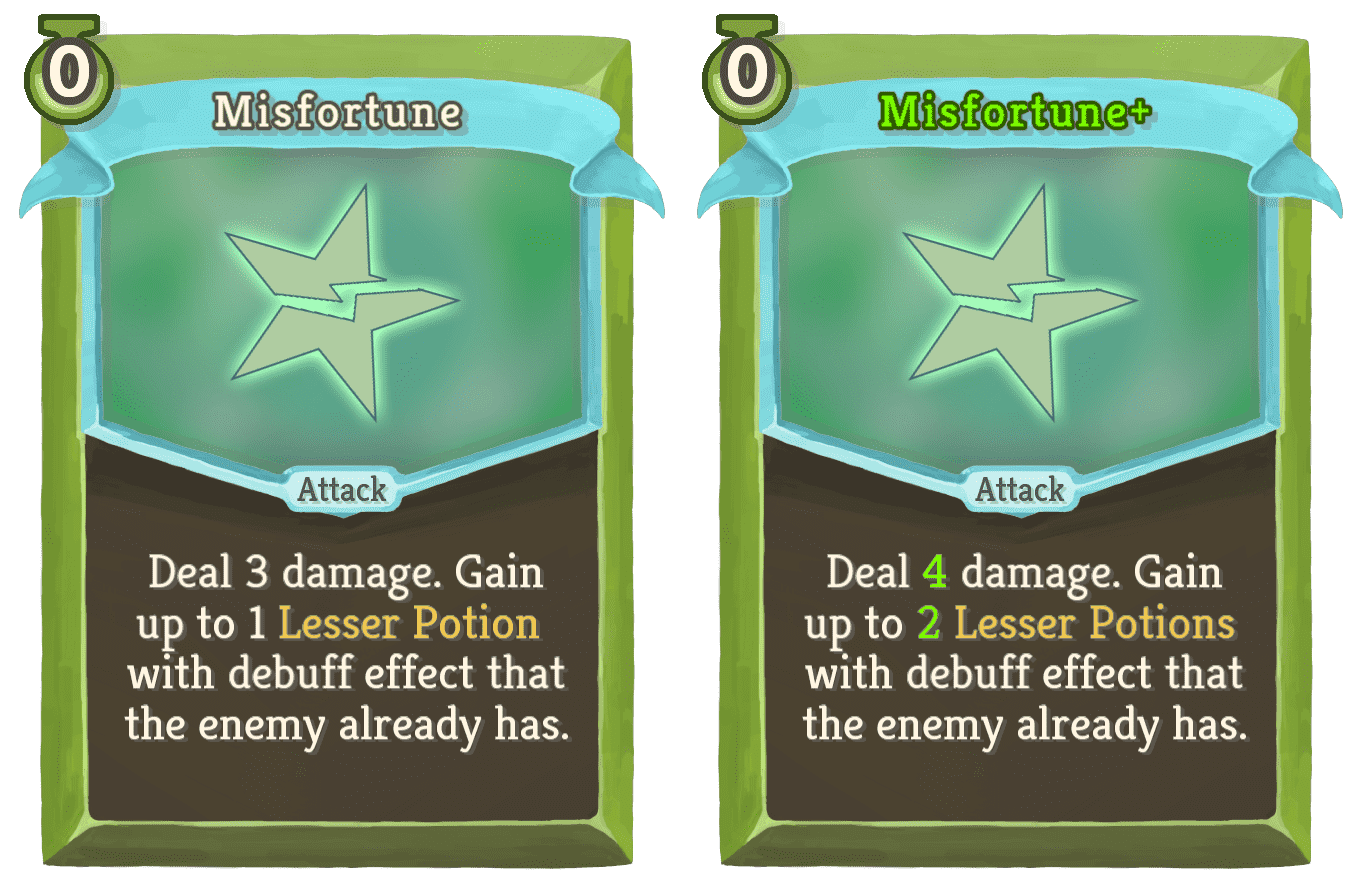 0
Misfortune
Attack
Deal 3 damage. Gain
up to 1 Lesser Potion
with debuff effect that
the enemy already has.
0
Misfortune+
Attack
Deal 4 damage. Gain
up to 2 Lesser Potions
with debuff effect that
the enemy already has.